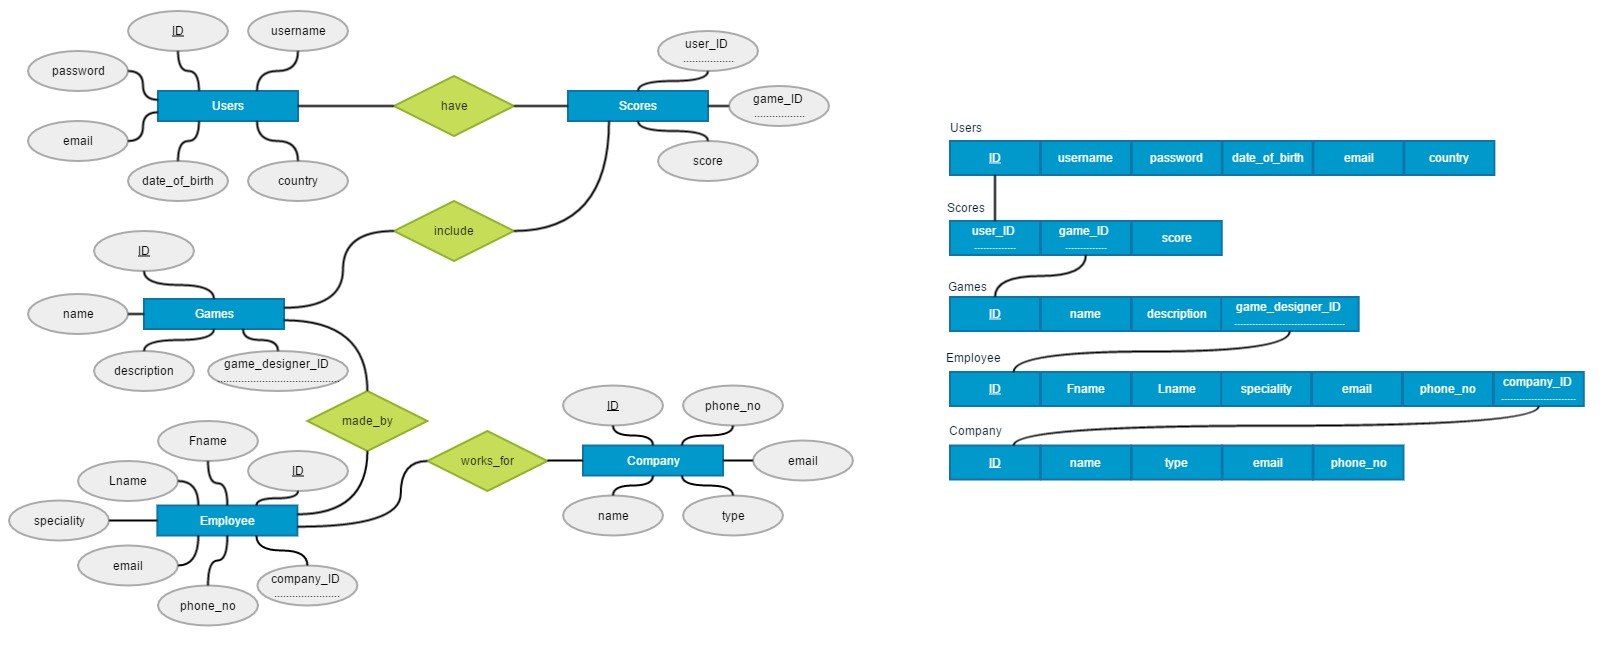 ID
username
password
Users
email
date_of_birth
country
have
user_ID
Scores
game_ID
score
include
ID
name
Games
description
game_designer_ID
made_by
Fname
Lname
ID
speciality
Employee
email
company_ID
phone_no
works_for
ID
phone_no
Company
email
name
type
Users
ID username password date_of_birth email country
Scores
user_ID game_ID score
Games
ID name description game_designer_ID
Employee
ID Fname Lname speciality email phone_no company_ID
Company
ID name type email phone_no